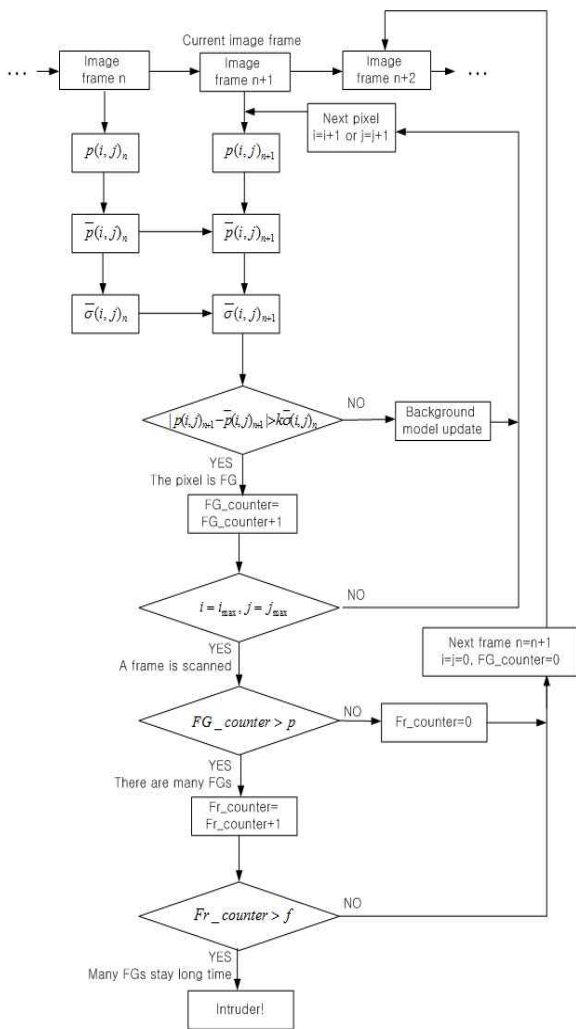 Current image frame
...
Image
frame n
Image
frame n+1
Image
frame n+2
...
Next pixel
i=i+1 or j=j+1
p(i,j)ₙ
p(i,j)ₙ₊₁
p̅(i,j)ₙ
p̅(i,j)ₙ₊₁
σ̅(i,j)ₙ
σ̅(i,j)ₙ₊₁
|p(i,j)ₙ₊₁-p̅(i,j)ₙ₊₁|>kσ̅(i,j)ₙ
NO
Background
model update
YES
The pixel is FG
FG_counter=
FG_counter+1
i = iₘₐₓ, j = jₘₐₓ
NO
YES
A frame is scanned
Next frame n=n+1
i=j=0, FG_counter=0
FG_counter > p
NO
Fr_counter=0
YES
There are many FGs
Fr_counter=
Fr_counter+1
Fr_counter > f
NO
YES
Many FGs stay long time
Intruder!